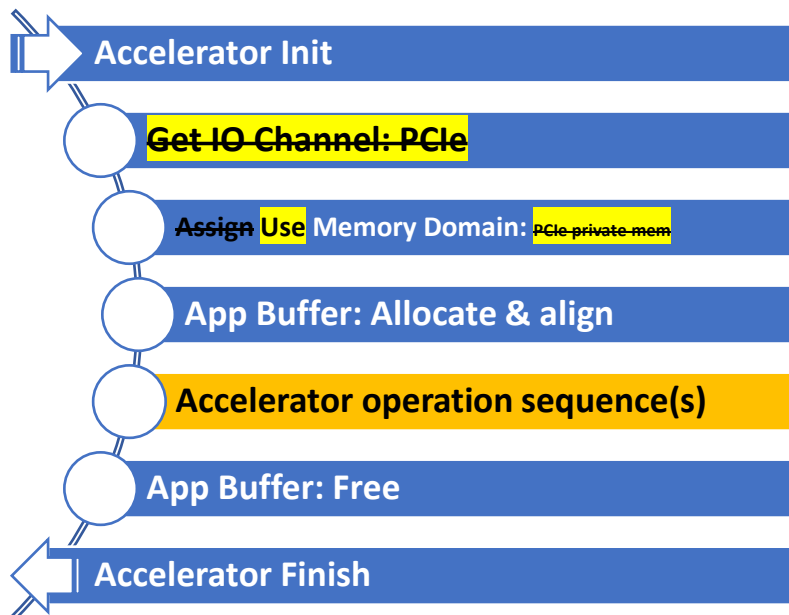 Accelerator Init
Get IO Channel: PCIe
Assign Use Memory Domain: PCIe private mem
App Buffer: Allocate & align
Accelerator operation sequence(s)
App Buffer: Free
Accelerator Finish